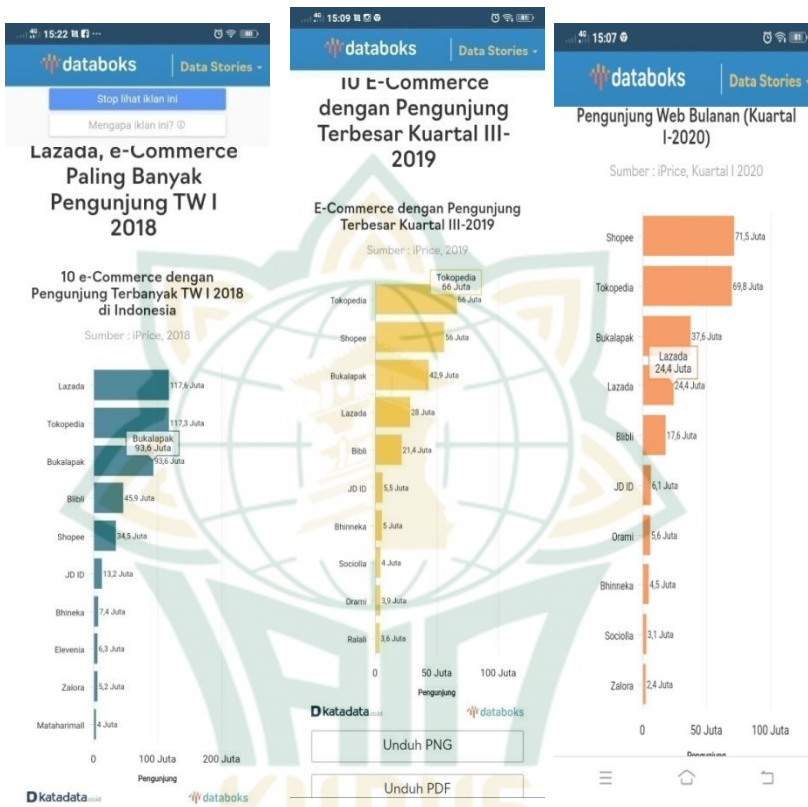 15:22
databoks
Data Stories
Stop lihat iklan ini
Mengapa iklan ini?
Lazada, e-Commerce
Paling Banyak
Pengunjung TW I
2018
10 e-Commerce dengan
Pengunjung Terbanyak TW I 2018
di Indonesia
Sumber : iPrice, 2018
Lazada 117,6 Juta
Tokopedia 117,3 Juta
Bukalapak
93,6 Juta
Bukalapak 93,6 Juta
Blibli 45,9 Juta
Shopee 34,5 Juta
JD ID 13,2 Juta
Bhineka 7,4 Juta
Elevenia 6,3 Juta
Zalora 5,2 Juta
Mataharimall 4 Juta
0 100 Juta 200 Juta
Pengunjung
katadata
databoks
15:09
databoks
Data Stories
10 E-Commerce
dengan Pengunjung
Terbesar Kuartal III-
2019
E-Commerce dengan Pengunjung
Terbesar Kuartal III-2019
Sumber : iPrice, 2019
Tokopedia
66 Juta
Tokopedia 66 Juta
Shopee 56 Juta
Bukalapak 42,9 Juta
Lazada 28 Juta
Bibli 21,4 Juta
JD ID 5,5 Juta
Bhinneka 5 Juta
Sociolla 4 Juta
Orami 3,9 Juta
Ralali 3,6 Juta
0 50 Juta 100 Juta
Pengunjung
katadata
databoks
Unduh PNG
Unduh PDF
15:07
databoks
Data Stories
Pengunjung Web Bulanan (Kuartal
I-2020)
Sumber : iPrice, Kuartal I 2020
Shopee 71,5 Juta
Tokopedia 69,8 Juta
Bukalapak 37,6 Juta
Lazada
24,4 Juta
Lazada 24,4 Juta
Blibli 17,6 Juta
JD ID 6,1 Juta
Orami 5,6 Juta
Bhinneka 4,5 Juta
Sociolla 3,1 Juta
Zalora 2,4 Juta
0 50 Juta 100 Juta
Pengunjung
IAIN
KUDUS